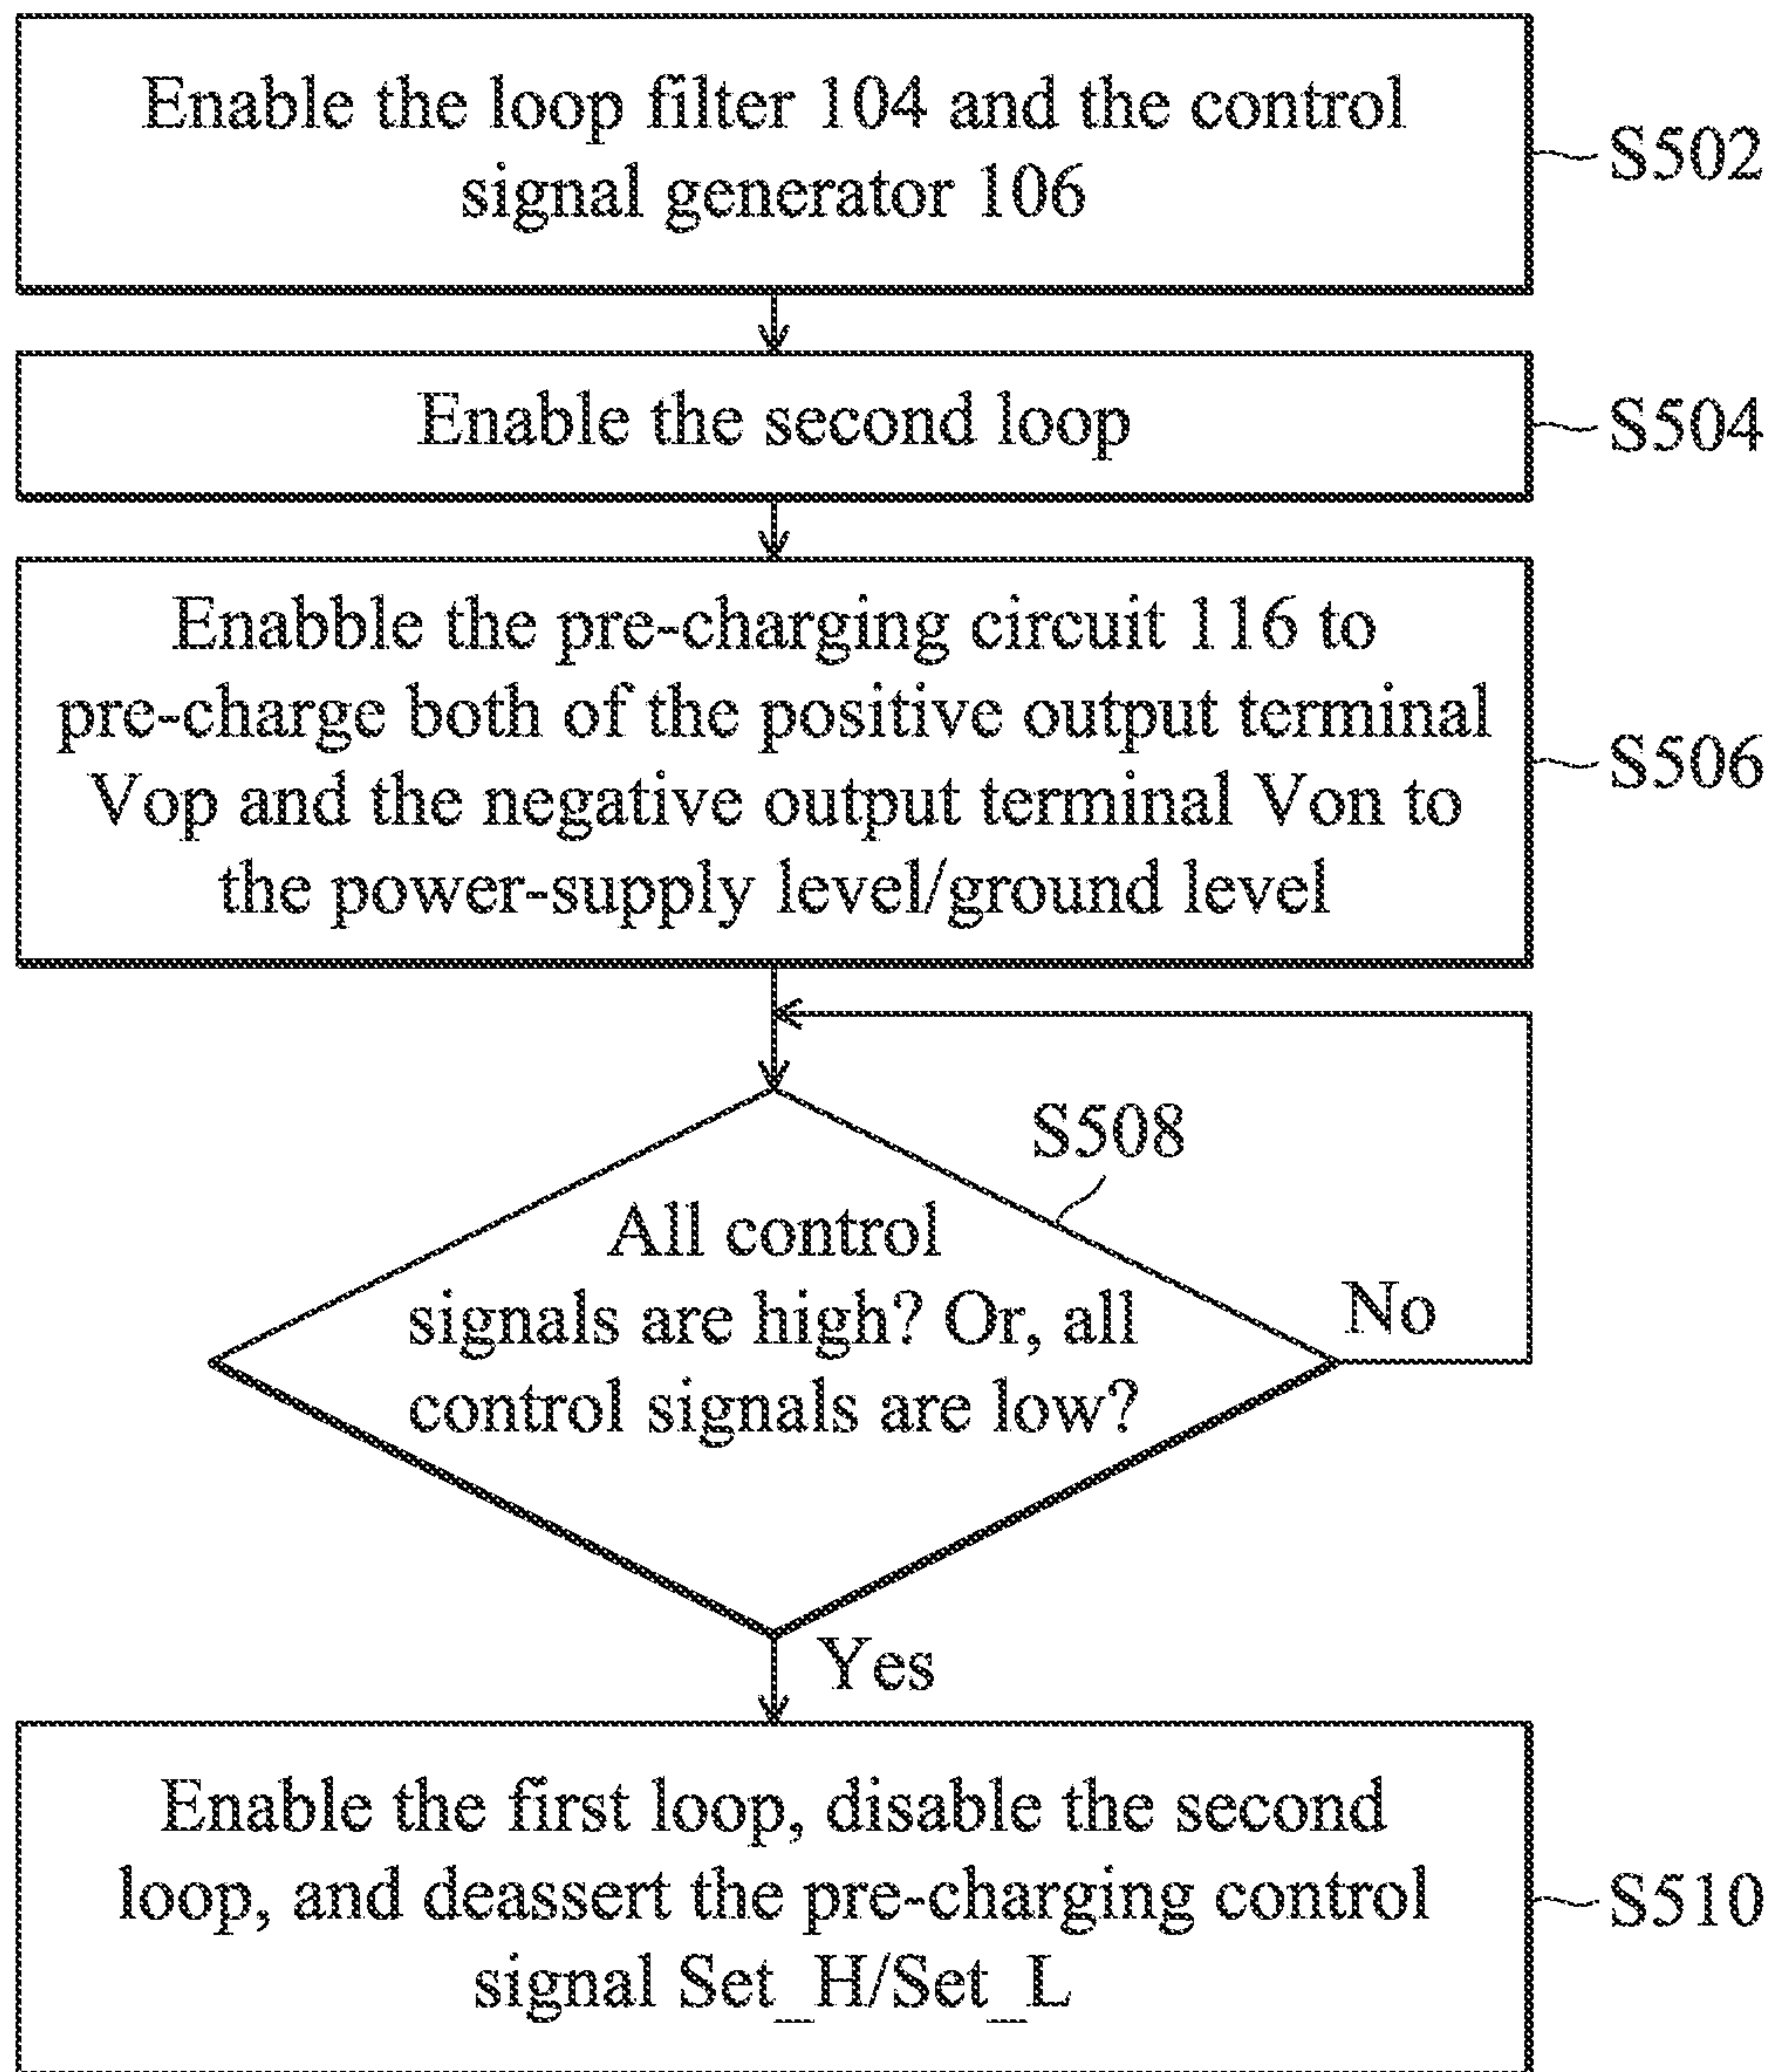 Enable the loop filter 104 and the control
signal generator 106
S502
Enable the second loop
S504
Enabble the pre-charging circuit 116 to
pre-charge both of the positive output terminal
Vop and the negative output terminal Von to
the power-supply level/ground level
S506
S508
All control
signals are high? Or, all
control signals are low?
No
Yes
Enable the first loop, disable the second
loop, and deassert the pre-charging control
signal Set_H/Set_L
S510